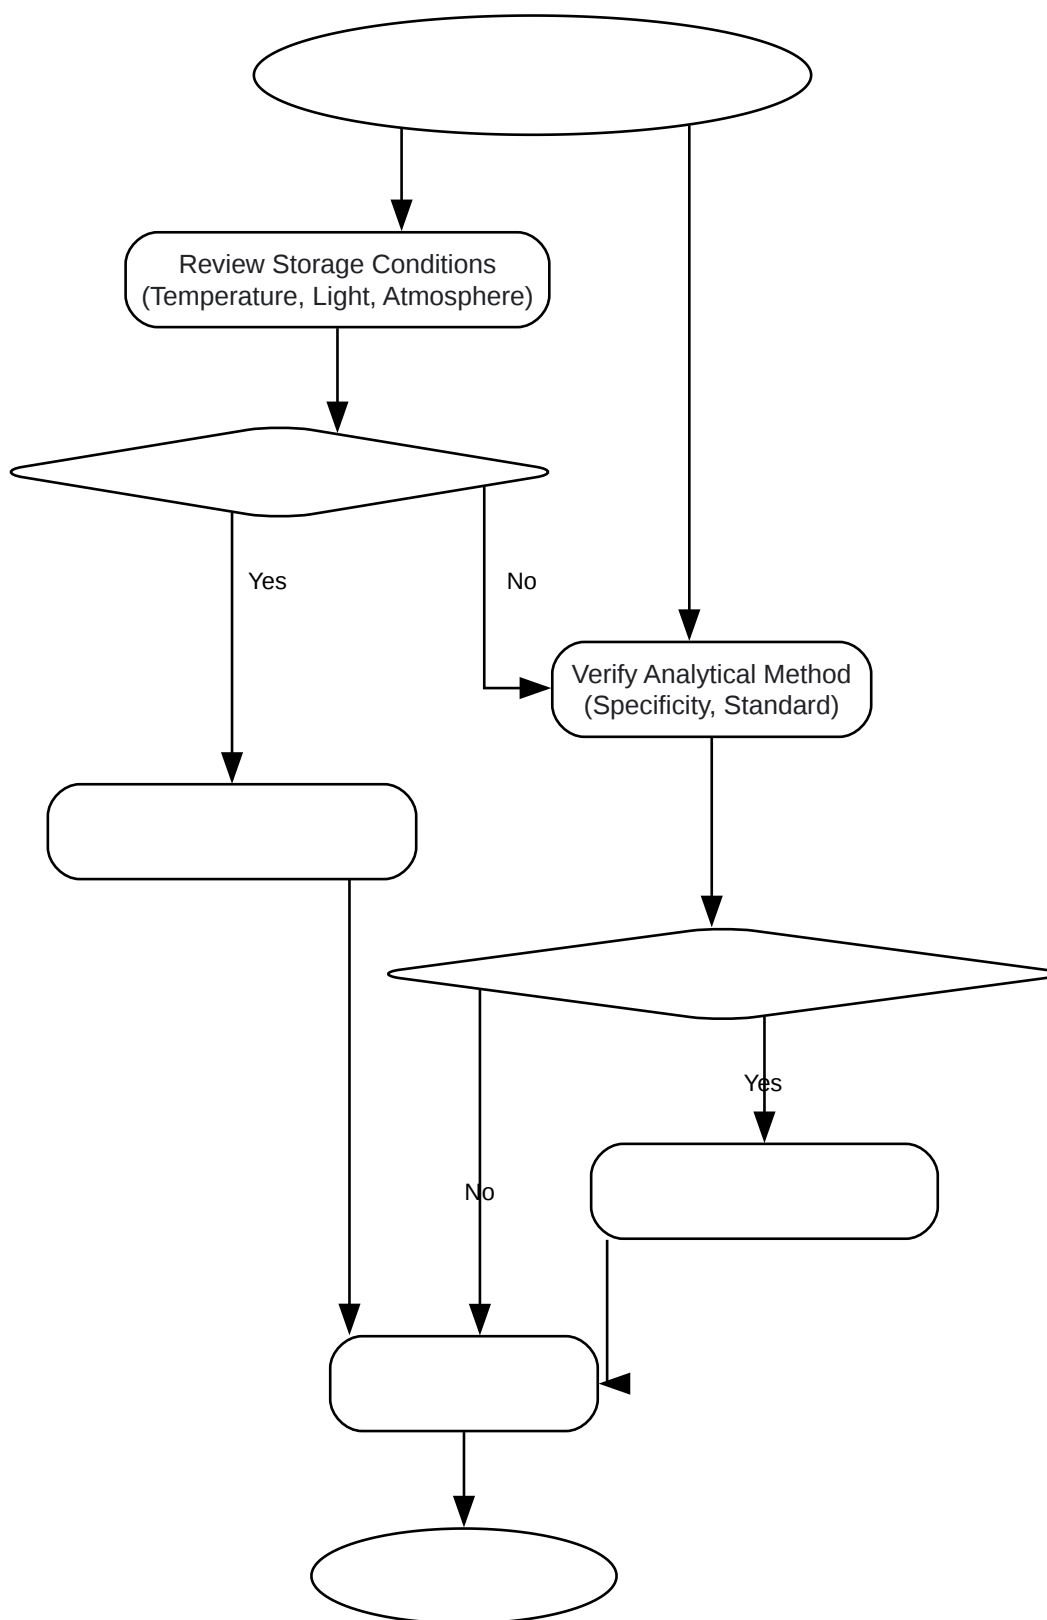 Review Storage Conditions
(Temperature, Light, Atmosphere)
Yes
No
Verify Analytical Method
(Specificity, Standard)
Yes
No